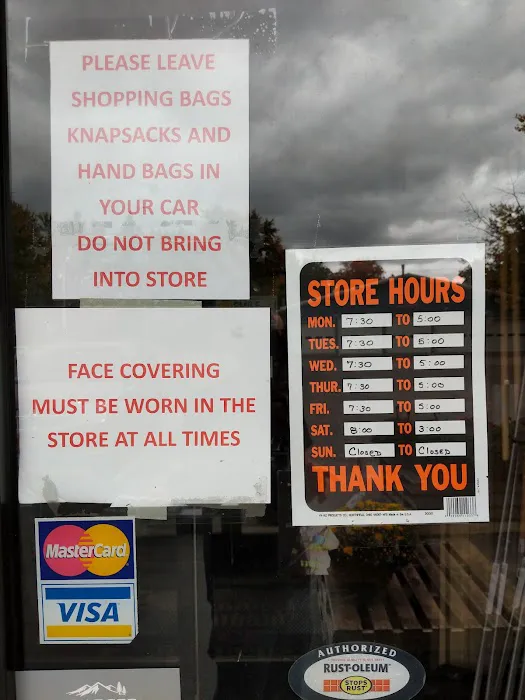 PLEASE LEAVE
SHOPPING BAGS
KNAPSACKS AND
HAND BAGS IN
YOUR CAR
DO NOT BRING
INTO STORE
FACE COVERING
MUST BE WORN IN THE
STORE AT ALL TIMES
STORE HOURS
MON. 7:30 TO 5:00
TUES. 7:30 TO 5:00
WED. 7:30 TO 5:00
THUR. 7:30 TO 5:00
FRI. 7:30 TO 5:00
SAT. 8:00 TO 3:00
SUN. Closed TO Closed
THANK YOU
MasterCard
VISA
AUTHORIZED
RUST-OLEUM
STOPS
RUST